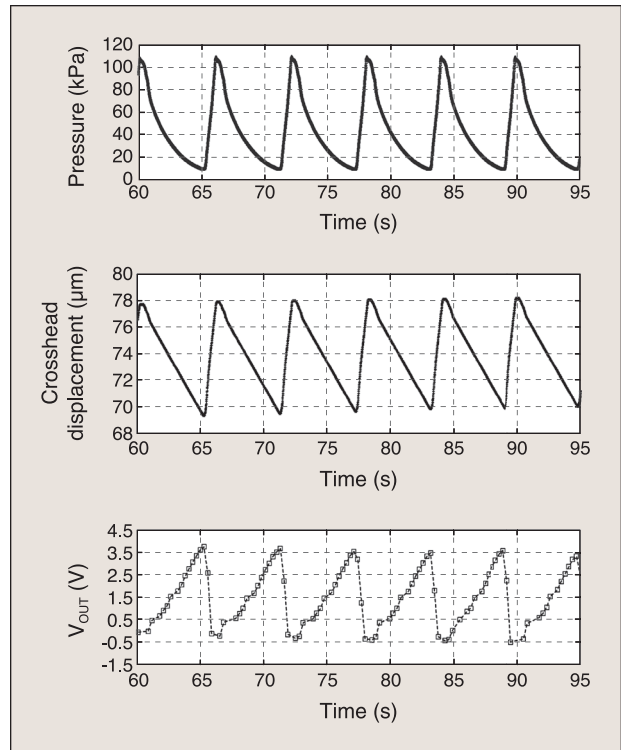 120
100
80
60
40
20
0
Pressure (kPa)
60 65 70 75 80 85 90 95
Time (s)
80
78
76
74
72
70
68
Crosshead
displacement (μm)
60 65 70 75 80 85 90 95
Time (s)
4.5
3.5
2.5
1.5
0.5
-0.5
-1.5
VOUT (V)
60 65 70 75 80 85 90 95
Time (s)